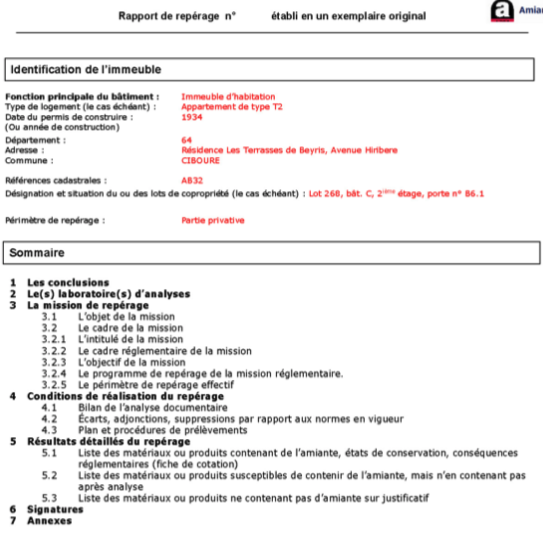 Rapport de repérage n° établi en un exemplaire original
a Amia
Identification de l'immeuble
Fonction principale du bâtiment : Immeuble d'habitation
Type de logement (le cas échéant) : Appartement de type T2
Date du permis de construire : 1934
(Ou année de construction)
Département : 64
Adresse : Résidence Les Terrasses de Beyris, Avenue Hiribere
Commune : CIBOURE
Références cadastrales : AB32
Désignation et situation du ou des lots de copropriété (le cas échéant) : Lot 268, bât. C, 2ième étage, porte n° B6.1
Périmètre de repérage : Partie privative
Sommaire
1 Les conclusions
2 Le(s) laboratoire(s) d'analyses
3 La mission de repérage
3.1 L'objet de la mission
3.2 Le cadre de la mission
3.2.1 L'intitulé de la mission
3.2.2 Le cadre réglementaire de la mission
3.2.3 L'objectif de la mission
3.2.4 Le programme de repérage de la mission réglementaire.
3.2.5 Le périmètre de repérage effectif
4 Conditions de réalisation du repérage
4.1 Bilan de l'analyse documentaire
4.2 Écarts, adjonctions, suppressions par rapport aux normes en vigueur
4.3 Plan et procédures de prélèvements
5 Résultats détaillés du repérage
5.1 Liste des matériaux ou produits contenant de l'amiante, états de conservation, conséquences
réglementaires (fiche de cotation)
5.2 Liste des matériaux ou produits susceptibles de contenir de l'amiante, mais n'en contenant pas
après analyse
5.3 Liste des matériaux ou produits ne contenant pas d'amiante sur justificatif
6 Signatures
7 Annexes